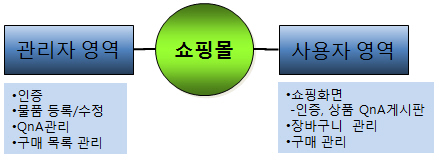 관리자 영역
쇼핑몰
사용자 영역
•인증
•물품 등록/수정
•QnA관리
•구매 목록 관리
•쇼핑화면
-인증, 상품 QnA게시판
•장바구니 관리
•구매 관리